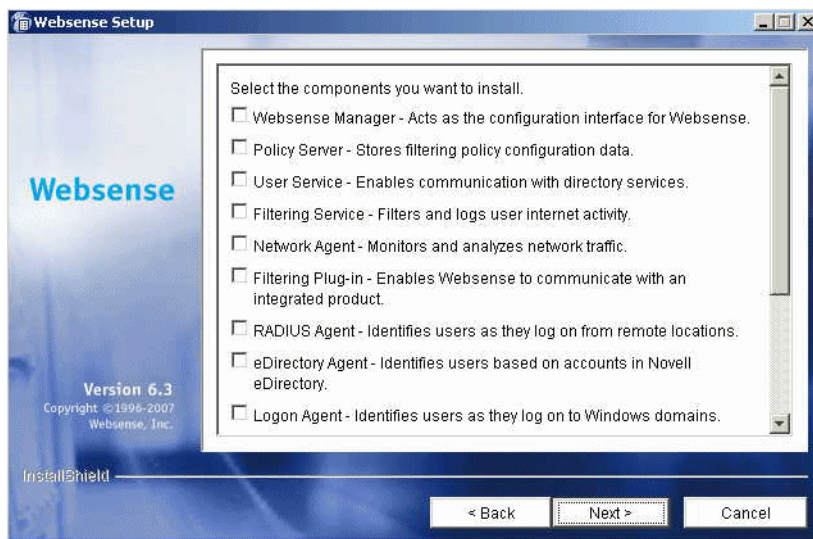 Websense Setup
Select the components you want to install.
Websense Manager - Acts as the configuration interface for Websense.
Policy Server - Stores filtering policy configuration data.
User Service - Enables communication with directory services.
Filtering Service - Filters and logs user internet activity.
Network Agent - Monitors and analyzes network traffic.
Filtering Plug-in - Enables Websense to communicate with an
integrated product.
RADIUS Agent - Identifies users as they log on from remote locations.
eDirectory Agent - Identifies users based on accounts in Novell
eDirectory.
Logon Agent - Identifies users as they log on to Windows domains.
Websense
Version 6.3
Copyright ©1996-2007
Websense, Inc.
InstallShield
< Back
Next >
Cancel